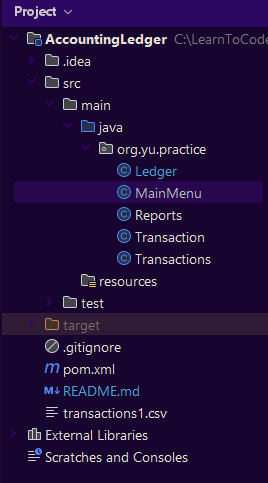 Project
AccountingLedger C:\LearnToCode
.idea
src
main
java
org.yu.practice
Ledger
MainMenu
Reports
Transaction
Transactions
resources
test
target
.gitignore
pom.xml
README.md
transactions1.csv
External Libraries
Scratches and Consoles